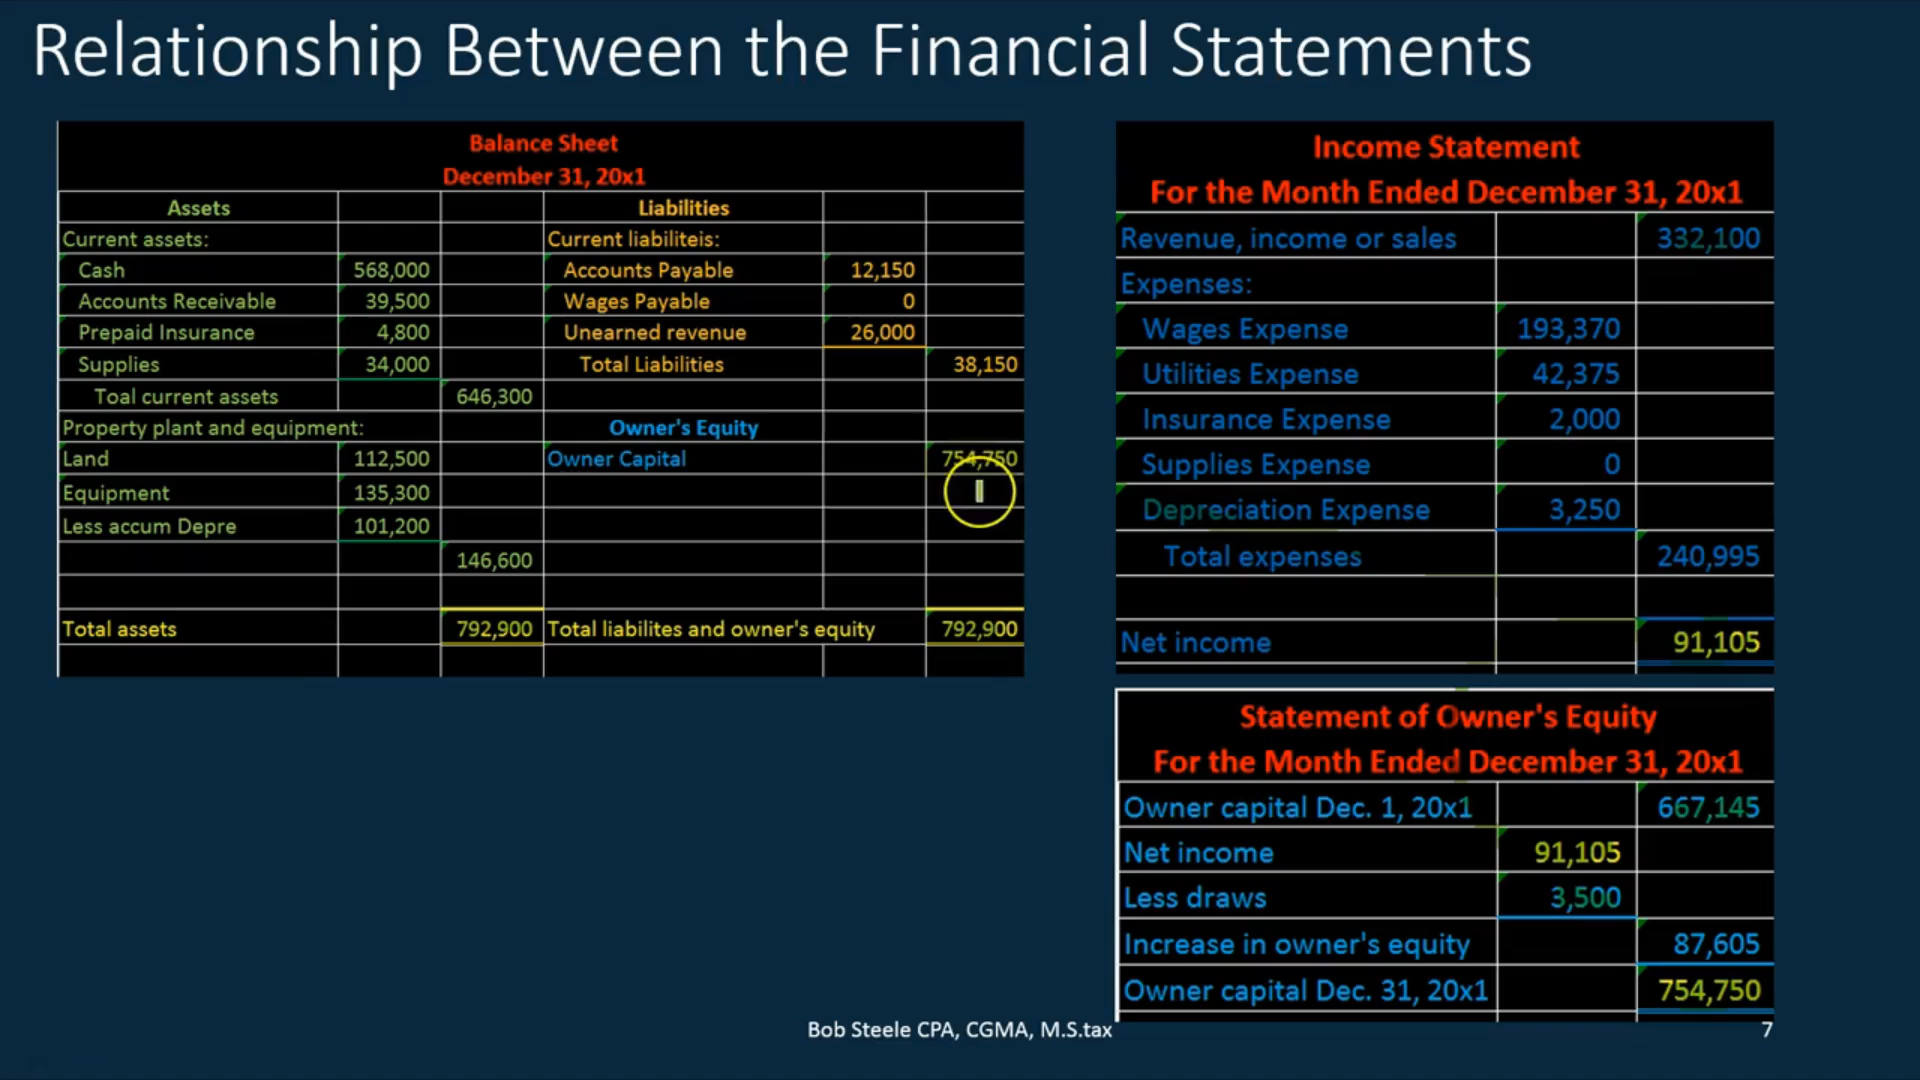 Relationship Between the Financial Statements
Balance Sheet
December 31, 20x1
Assets Liabilities
Current assets: Current liabiliteis:
Cash 568,000 Accounts Payable 12,150
Accounts Receivable 39,500 Wages Payable 0
Prepaid Insurance 4,800 Unearned revenue 26,000
Supplies 34,000 Total Liabilities 38,150
Toal current assets 646,300
Property plant and equipment: Owner's Equity
Land 112,500 Owner Capital 754,750
Equipment 135,300
Less accum Depre 101,200
146,600
Total assets 792,900 Total liabilites and owner's equity 792,900
Income Statement
For the Month Ended December 31, 20x1
Revenue, income or sales 332,100
Expenses:
Wages Expense 193,370
Utilities Expense 42,375
Insurance Expense 2,000
Supplies Expense 0
Depreciation Expense 3,250
Total expenses 240,995
Net income 91,105
Statement of Owner's Equity
For the Month Ended December 31, 20x1
Owner capital Dec. 1, 20x1 667,145
Net income 91,105
Less draws 3,500
Increase in owner's equity 87,605
Owner capital Dec. 31, 20x1 754,750
Bob Steele CPA, CGMA, M.S.tax
7